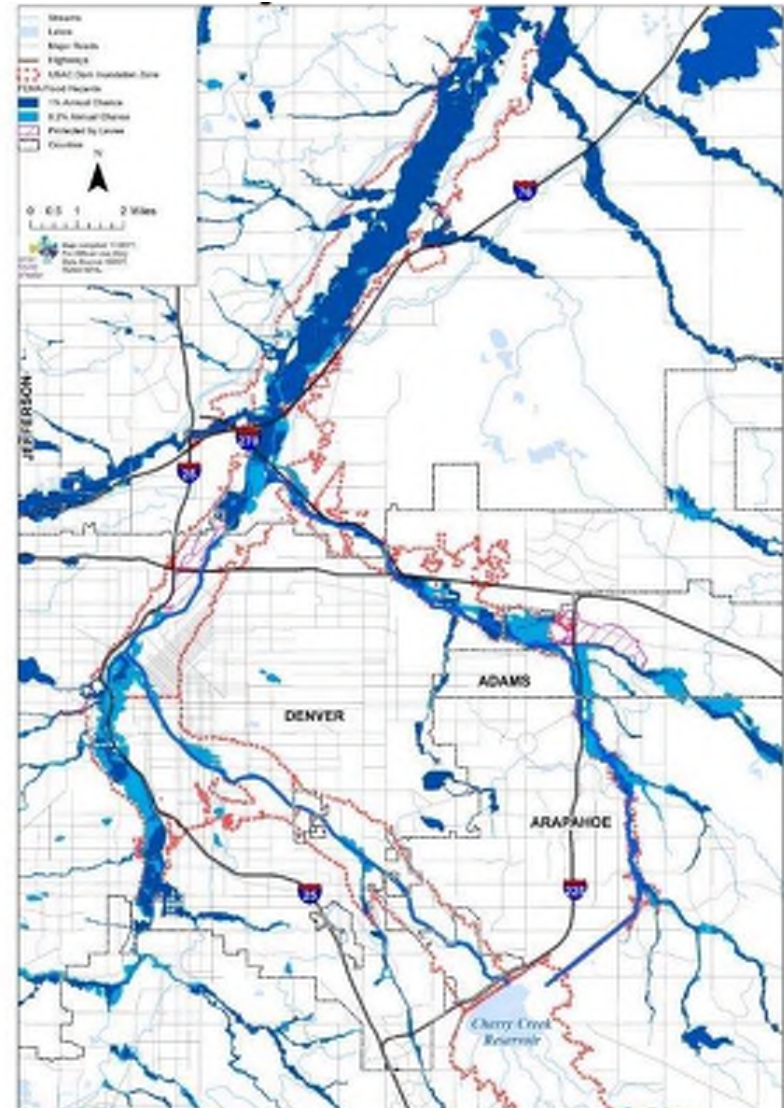 Streams
Lakes
Major Roads
Highways
USAC Dam Inundation Zone
FEMA Flood Hazards
1% Annual Chance
0.2% Annual Chance
Protected by Levee
Counties
N
0 0.5 1 2 Miles
76
JEFFERSON
270
25
ADAMS
DENVER
ARAPAHOE
225
25
Cherry Creek
Reservoir